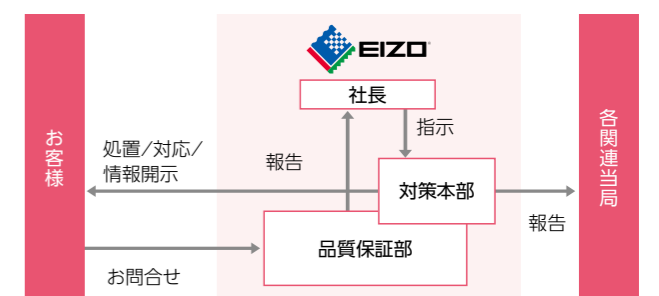 EIZO
社長
指示
お客様
処置/対応/
情報開示
報告
対策本部
各関連当局
報告
品質保証部
お問合せ